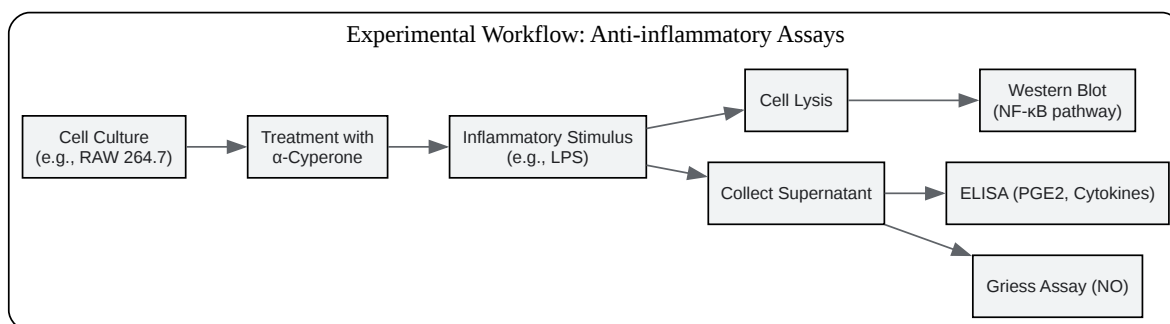 Experimental Workflow: Anti-inflammatory Assays
Cell Culture
(e.g., RAW 264.7)
Treatment with
α-Cyperone
Inflammatory Stimulus
(e.g., LPS)
Cell Lysis
Western Blot
(NF-κB pathway)
Collect Supernatant
ELISA (PGE2, Cytokines)
Griess Assay (NO)